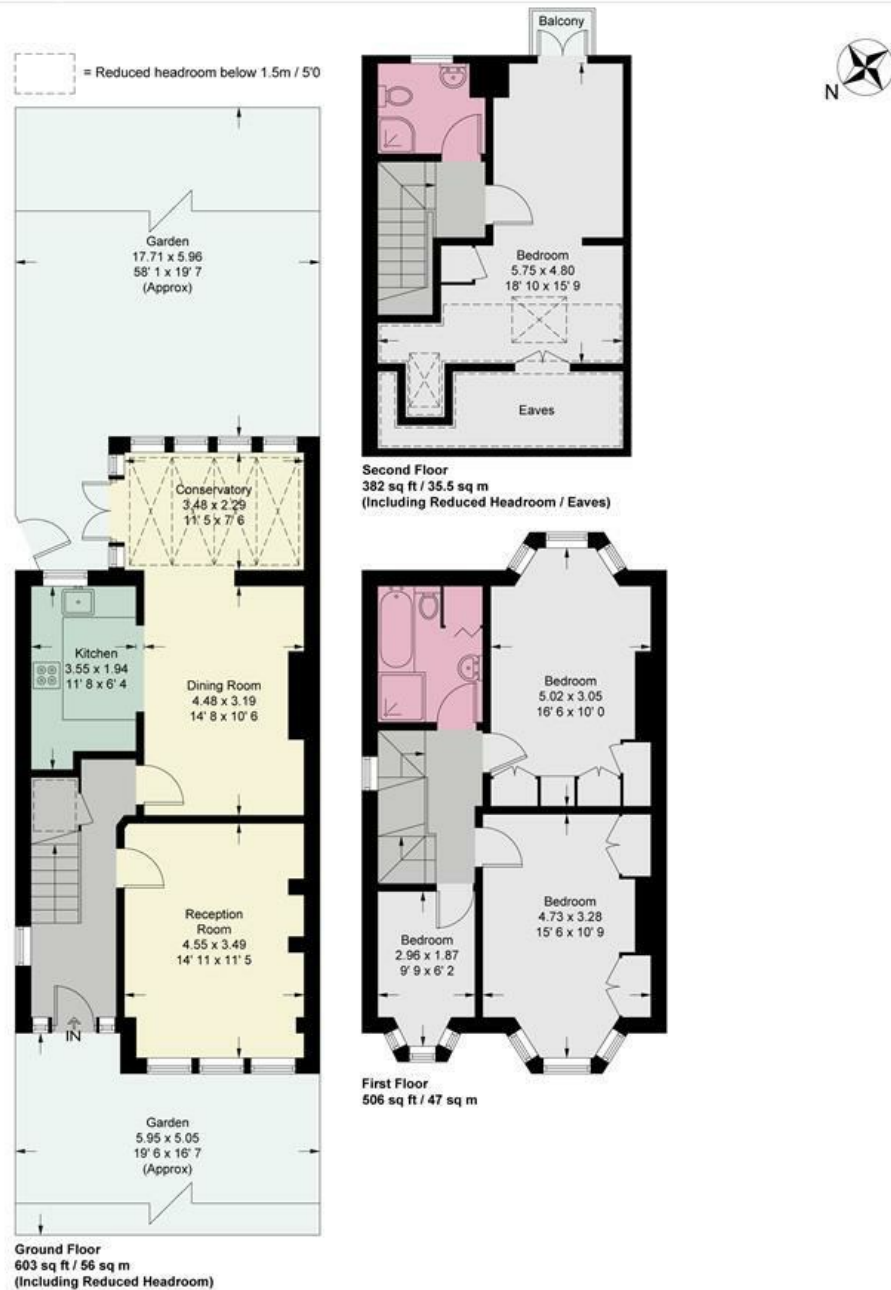 Balcony
= Reduced headroom below 1.5m / 5'0
N
Garden
17.71 x 5.96
58' 1 x 19' 7
(Approx)
Bedroom
5.75 x 4.80
18' 10 x 15' 9
Eaves
Second Floor
382 sq ft / 35.5 sq m
(Including Reduced Headroom / Eaves)
Conservatory
3.48 x 2.29
11' 5 x 7' 6
Kitchen
3.55 x 1.94
11' 8 x 6' 4
Dining Room
4.48 x 3.19
14' 8 x 10' 6
Reception
Room
4.55 x 3.49
14' 11 x 11' 5
IN
Garden
5.95 x 5.05
19' 6 x 16' 7
(Approx)
Ground Floor
603 sq ft / 56 sq m
(Including Reduced Headroom)
Bedroom
5.02 x 3.05
16' 6 x 10' 0
Bedroom
4.73 x 3.28
15' 6 x 10' 9
Bedroom
2.96 x 1.87
9' 9 x 6' 2
First Floor
506 sq ft / 47 sq m